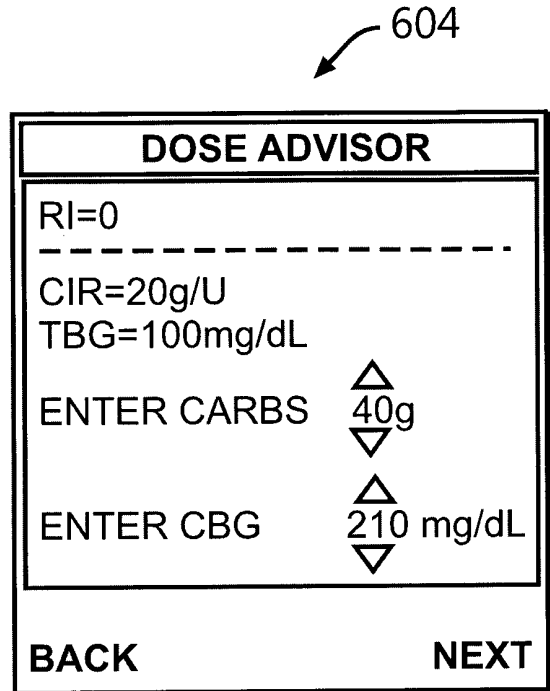 604
DOSE ADVISOR
RI=0
CIR=20g/U
TBG=100mg/dL
ENTER CARBS 40g
ENTER CBG 210 mg/dL
BACK NEXT